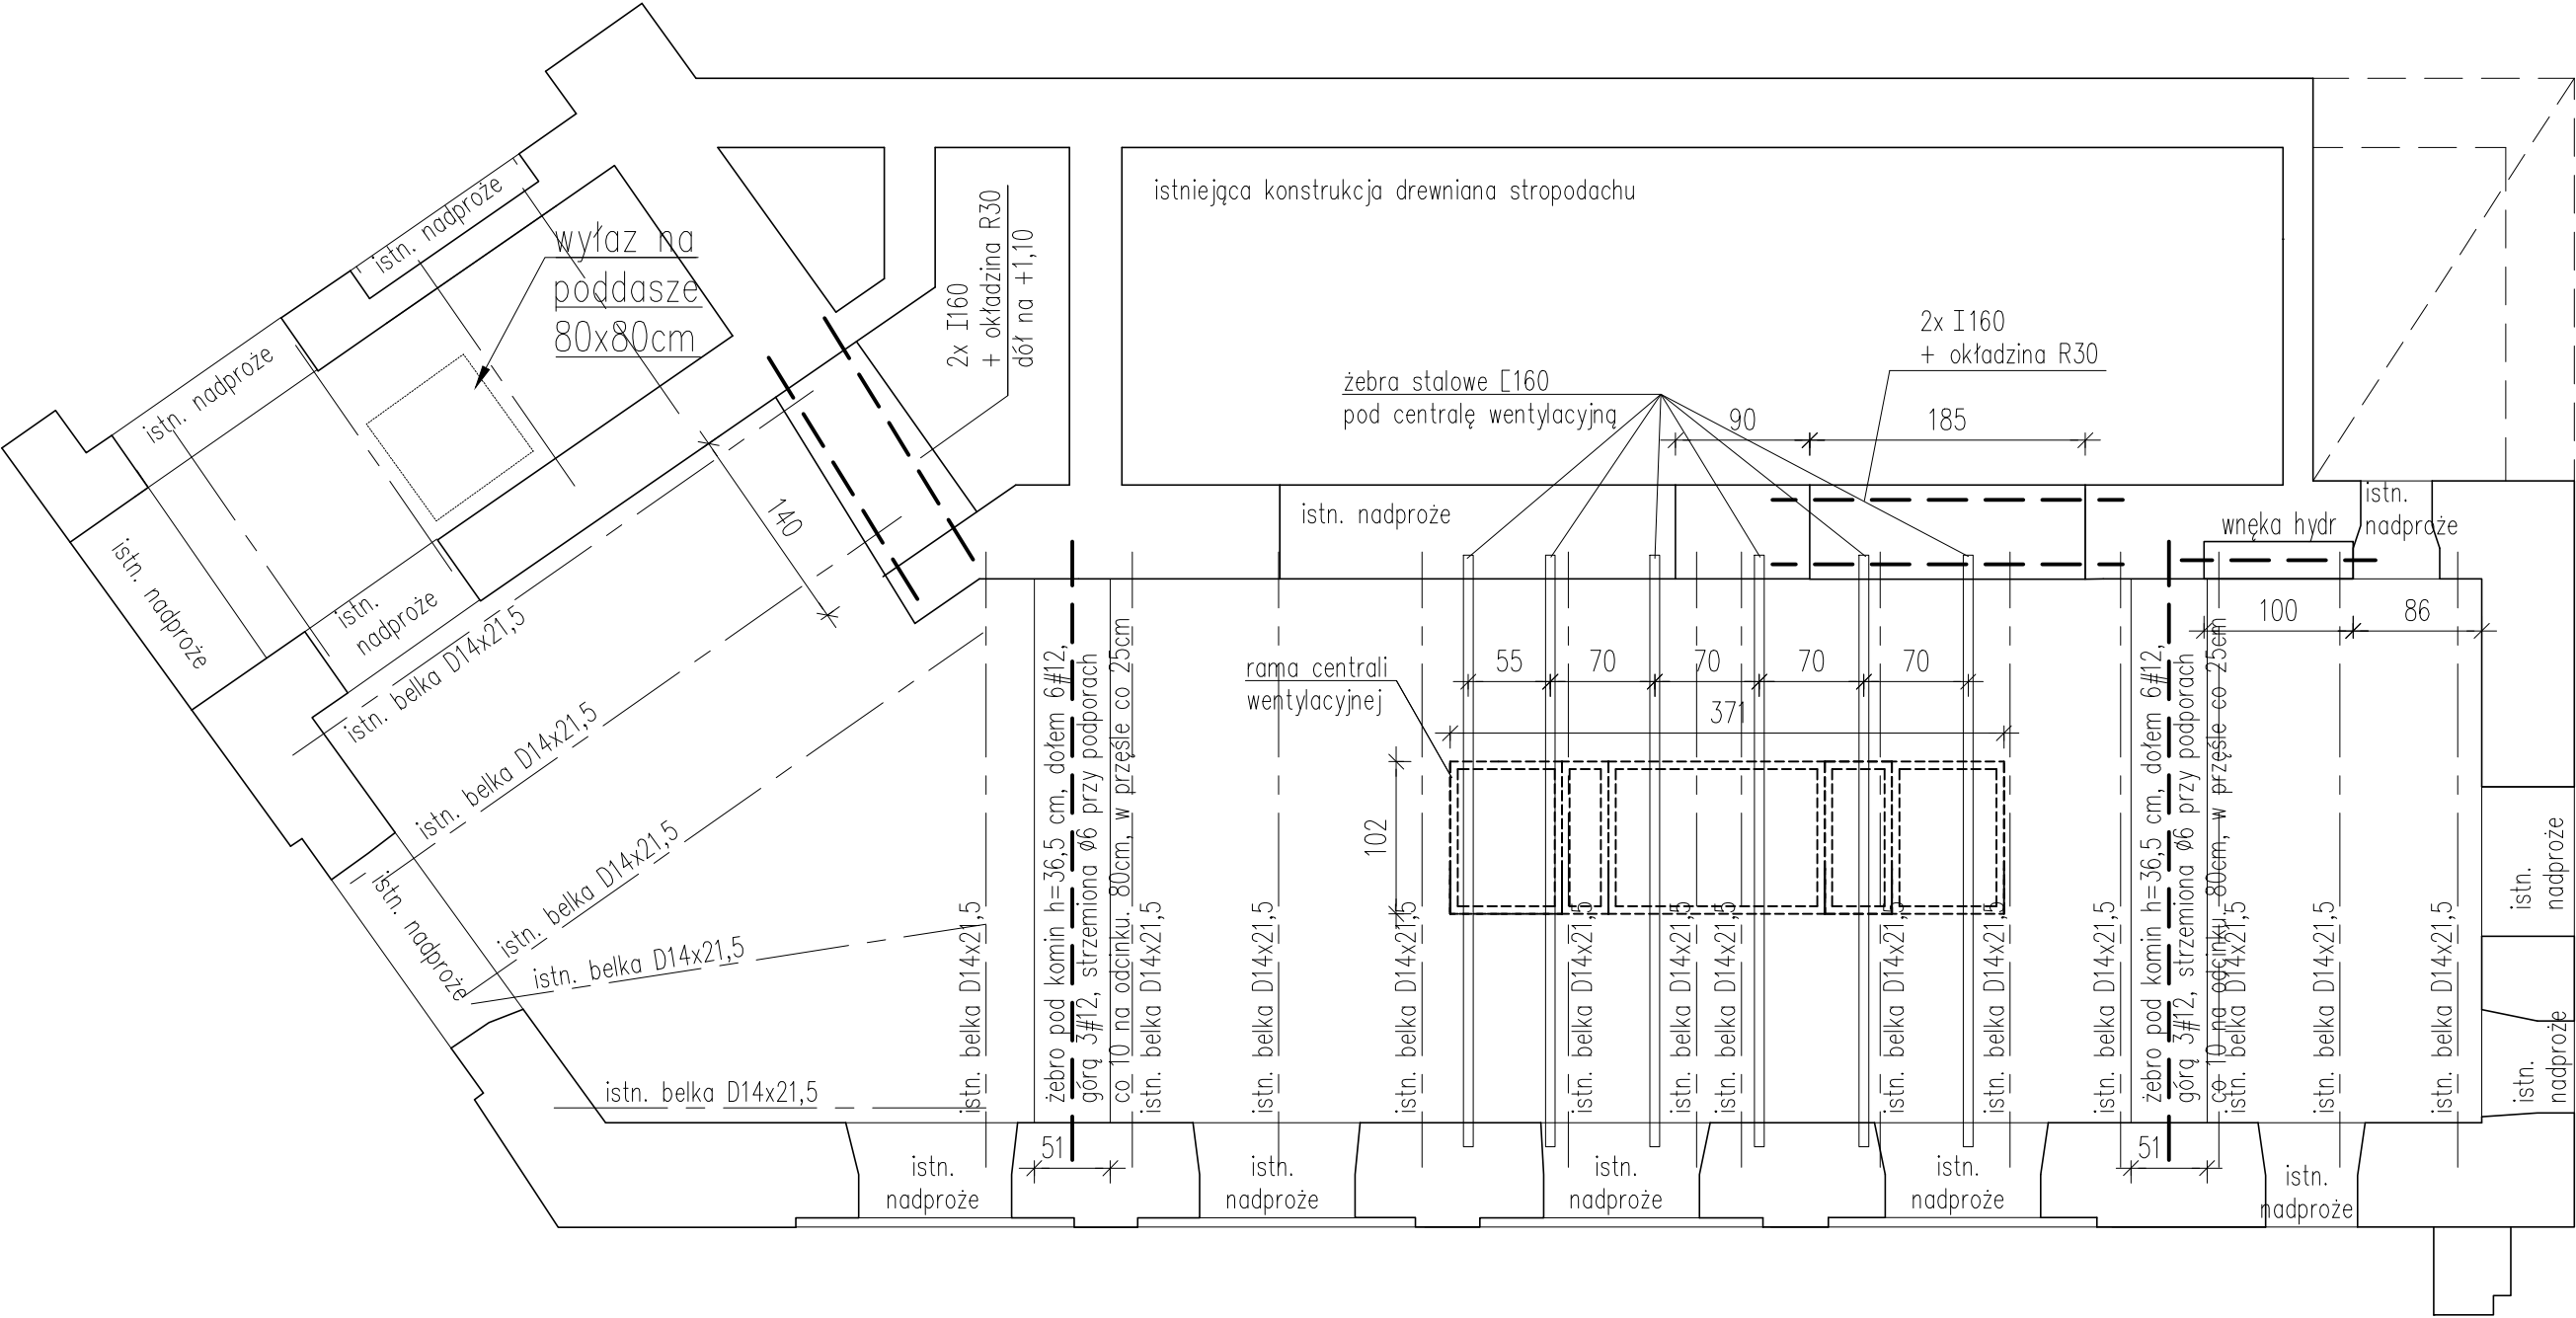 istn. nadproże
wyłaz na
poddasze
80x80cm
istn. nadproże
istn. nadproże
istn.
nadproże
istn. nadproże
140
2x I160
+ okładzina R30
dół na +1,10
istniejąca konstrukcja drewniana stropodachu
2x I160
+ okładzina R30
żebra stalowe [160
pod centralę wentylacyjną
90
185
istn. nadproże
istn.
nadproże
wnęka hydr
100
86
istn. belka D14x21,5
istn. belka D14x21,5
istn. belka D14x21,5
istn. belka D14x21,5
istn. belka D14x21,5
rama centrali
wentylacyjnej
55
70
70
70
70
371
102
istn. belka D14x21,5
żebro pod komin h=36,5 cm, dołem 6#12,
górą 3#12, strzemiona ø6 przy podporach
co 10 na odcinku. 80cm, w przęśle co 25cm
istn. belka D14x21,5
istn. belka D14x21,5
istn. belka D14x21,5
istn. belka D14x21,5
istn. belka D14x21,5
istn. belka D14x21,5
istn. belka D14x21,5
istn. belka D14x21,5
istn. belka D14x21,5
żebro pod komin h=36,5 cm, dołem 6#12,
górą 3#12, strzemiona ø6 przy podporach
co 10 na odcinku. 80cm, w przęśle co 25cm
istn. belka D14x21,5
istn. belka D14x21,5
istn. belka D14x21,5
istn.
nadproże
istn.
nadproże
51
51
istn.
nadproże
istn.
nadproże
istn.
nadproże
istn.
nadproże
istn.
nadproże